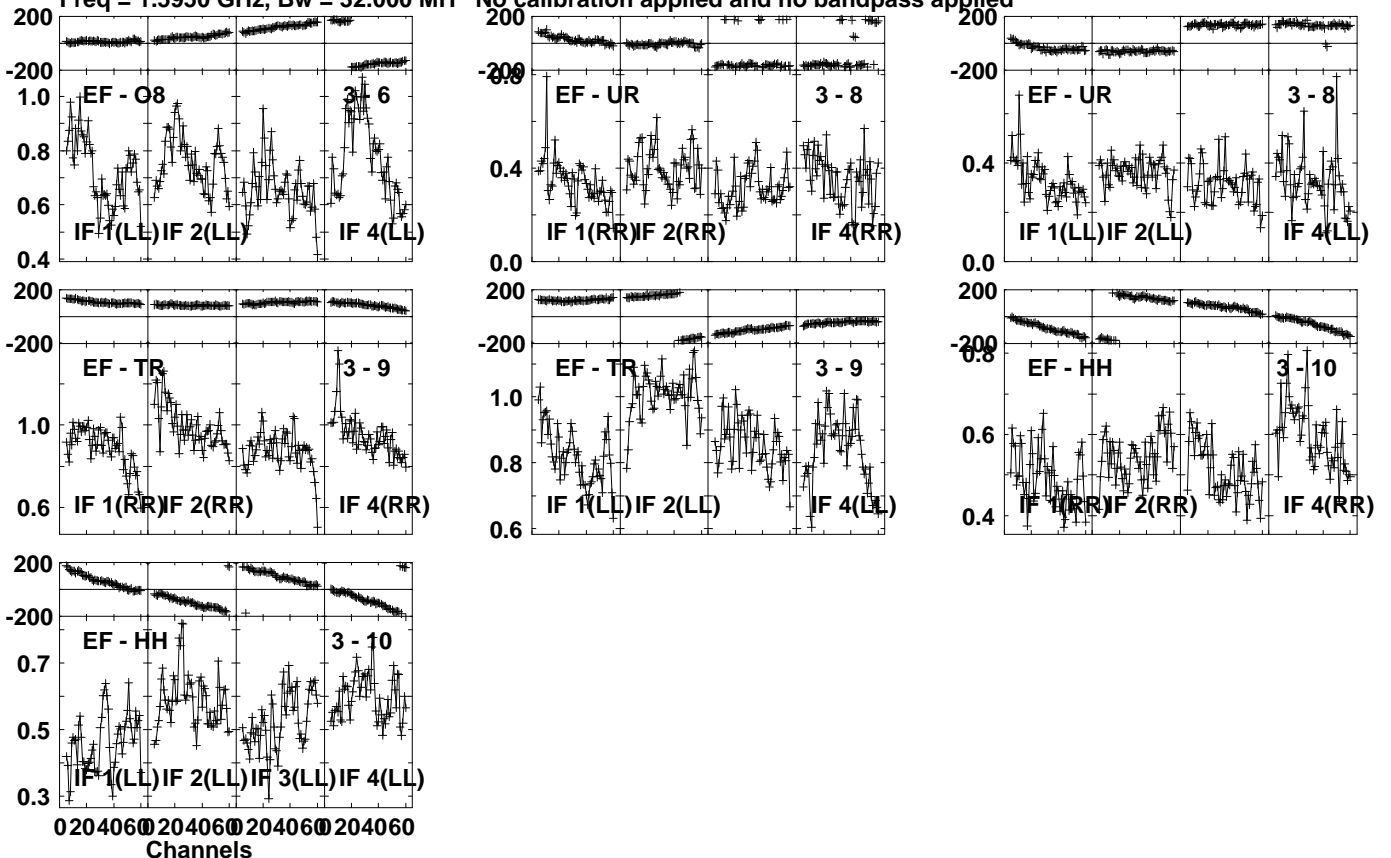 Freq = 1.5950 GHz, Bw = 32.000 MH No calibration applied and no bandpass applied
200
-200
EF - O8 3 - 6
1.0
0.8
0.6
0.4
IF 1(LL) IF 2(LL) IF 4(LL)
200
-200
0.8
EF - UR 3 - 8
0.4
0.0
IF 1(RR) IF 2(RR) IF 4(RR)
200
-200
EF - UR 3 - 8
0.4
0.0
IF 1(LL) IF 2(LL) IF 4(LL)
200
-200
EF - TR 3 - 9
1.0
0.6
IF 1(RR) IF 2(RR) IF 4(RR)
200
-200
EF - TR 3 - 9
1.0
0.8
0.6
IF 1(LL) IF 2(LL) IF 4(LL)
200
-200
0.8
EF - HH 3 - 10
0.6
0.4
IF 1(RR) IF 2(RR) IF 4(RR)
200
-200
EF - HH 3 - 10
0.7
0.5
0.3
IF 1(LL) IF 2(LL) IF 3(LL) IF 4(LL)
0 20 40 60 0 20 40 60 0 20 40 60 0 20 40 60
Channels